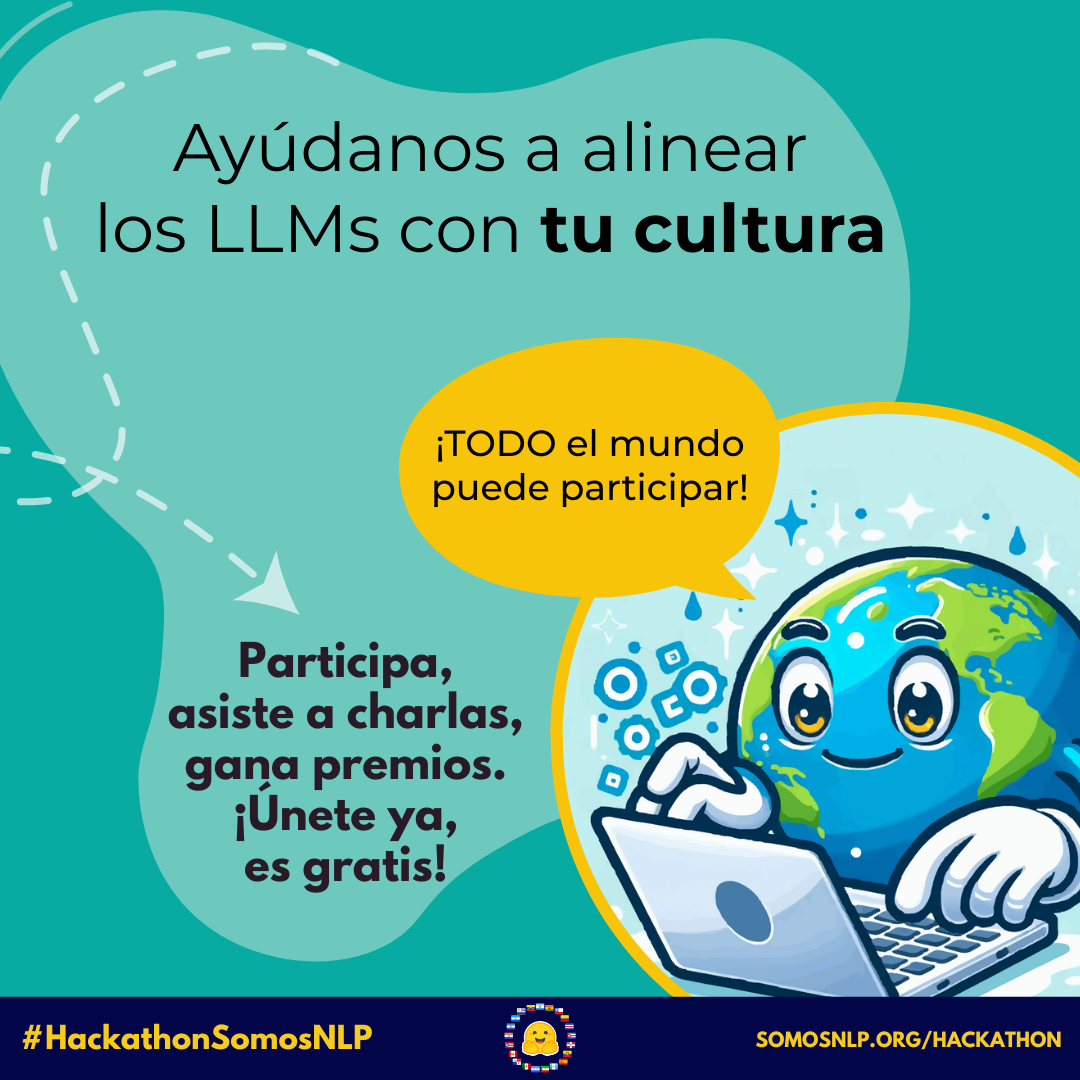 Ayúdanos a alinear
los LLMs con tu cultura
¡TODO el mundo
puede participar!
Participa,
asiste a charlas,
gana premios.
¡Únete ya,
es gratis!
#HackathonSomosNLP
SOMOSNLP.ORG/HACKATHON